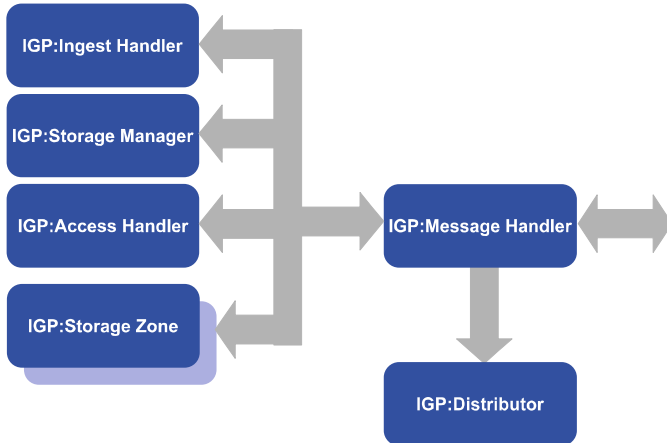 IGP:Ingest Handler
IGP:Storage Manager
IGP:Access Handler
IGP:Message Handler
IGP:Storage Zone
IGP:Distributor